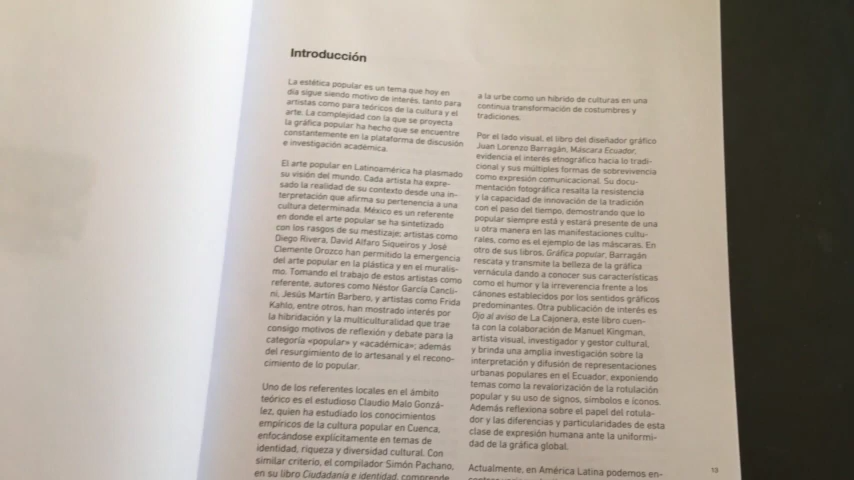 Introducción
La estética popular es un tema que hoy en
día sigue siendo motivo de interés, tanto para
artistas como para teóricos de la cultura y el
arte. La complejidad con la que se proyecta
la gráfica popular ha hecho que se encuentre
constantemente en la plataforma de discusión
e investigación académica.
El arte popular en Latinoamérica ha plasmado
su visión del mundo. Cada artista ha expre-
sado la realidad de su contexto desde una in-
terpretación que afirma su pertenencia a una
cultura determinada. México es un referente
en donde el arte popular se ha sintetizado
con los rasgos de su mestizaje; artistas como
Diego Rivera, David Alfaro Siqueiros y José
Clemente Orozco han permitido la emergencia
del arte popular en la plástica y en el muralis-
mo. Tomando el trabajo de estos artistas como
referente, autores como Néstor García Cancli-
ni, Jesús Martín Barbero, y artistas como Frida
Kahlo, entre otros, han mostrado interés por
la hibridación y la multiculturalidad que trae
consigo motivos de reflexión y debate para la
categoría «popular» y «académica»; además
del resurgimiento de lo artesanal y el recono-
cimiento de lo popular.
Uno de los referentes locales en el ámbito
teórico es el estudioso Claudio Malo Gonzá-
lez, quien ha estudiado los conocimientos
empíricos de la cultura popular en Cuenca,
enfocándose explícitamente en temas de
identidad, riqueza y diversidad cultural. Con
similar criterio, el compilador Simón Pachano,
en su libro Ciudadanía e identidad, comprende
a la urbe como un híbrido de culturas en una
continua transformación de costumbres y
tradiciones.
Por el lado visual, el libro del diseñador gráfico
Juan Lorenzo Barragán, Máscara Ecuador,
evidencia el interés etnográfico hacia lo tradi-
cional y sus múltiples formas de sobrevivencia
como expresión comunicacional. Su docu-
mentación fotográfica resalta la resistencia
y la capacidad de innovación de la tradición
con el paso del tiempo, demostrando que lo
popular siempre está y estará presente de una
u otra manera en las manifestaciones cultu-
rales, como es el ejemplo de las máscaras. En
otro de sus libros, Gráfica popular, Barragán
rescata y transmite la belleza de la gráfica
vernácula dando a conocer sus características
como el humor y la irreverencia frente a los
cánones establecidos por los sentidos gráficos
predominantes. Otra publicación de interés es
Ojo al aviso de La Cajonera, este libro cuen-
ta con la colaboración de Manuel Kingman,
artista visual, investigador y gestor cultural,
y brinda una amplia investigación sobre la
interpretación y difusión de representaciones
urbanas populares en el Ecuador, exponiendo
temas como la revalorización de la rotulación
popular y su uso de signos, símbolos e íconos.
Además reflexiona sobre el papel del rotula-
dor y las diferencias y particularidades de esta
clase de expresión humana ante la uniformi-
dad de la gráfica global.
Actualmente, en América Latina podemos en-
13